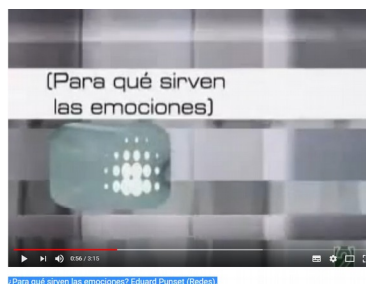 (Para qué sirven
las emociones)
0:56 / 3:15
¿Para qué sirven las emociones? Eduard Punset (Redes)